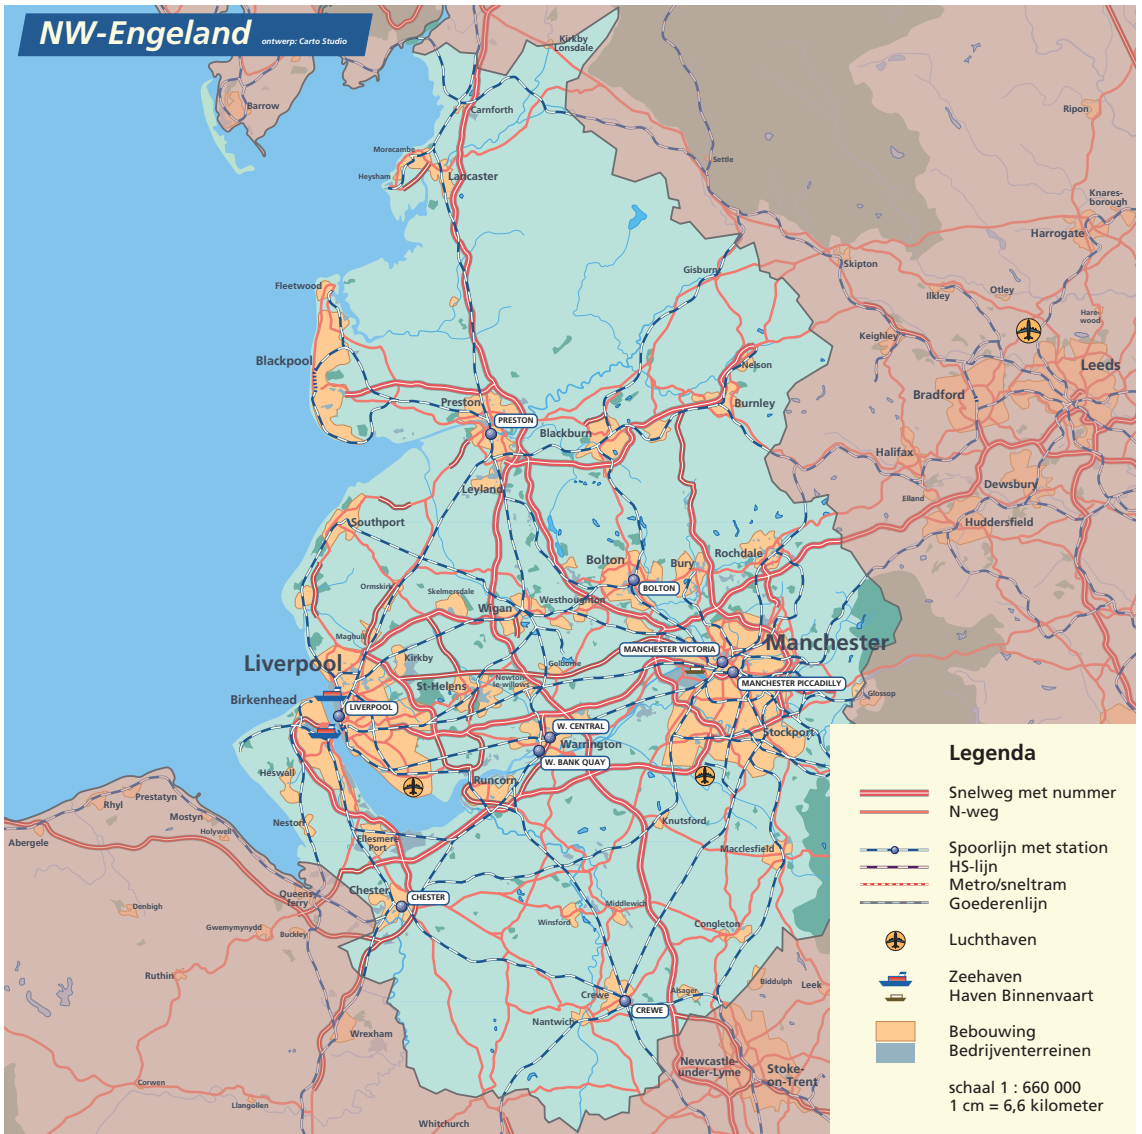 NW-Engeland
ontwerp: Carto Studio
Kirkby
Lonsdale
Barrow
Carnforth
Ripon
Morecambe
Heysham
Lancaster
Settle
Knares-
borough
Harrogate
Gisburn
Skipton
Fleetwood
Ilkley
Otley
Hare-
wood
Keighley
Blackpool
Nelson
Leeds
Preston
Burnley
Bradford
PRESTON
Blackburn
Halifax
Leyland
Elland
Dewsbury
Southport
Huddersfield
Rochdale
Bolton
Bury
Ormskirk
BOLTON
Skelmersdale
Wigan
Westhoughton
Maghull
Manchester
MANCHESTER VICTORIA
Liverpool
Kirkby
Golborne
St-Helens
Newton-
le-willows
MANCHESTER PICCADILLY
Birkenhead
Glossop
LIVERPOOL
W. CENTRAL
Stockport
Warrington
W. BANK QUAY
Heswall
Runcorn
Rhyl
Prestatyn
Mostyn
Holywell
Neston
Knutsford
Abergele
Ellesmere
Port
Macclesfield
Chester
Queens-
ferry
CHESTER
Denbigh
Middlewich
Gwernymynydd
Buckley
Winsford
Congleton
Ruthin
Biddulph
Leek
Crewe
Alsager
CREWE
Nantwich
Wrexham
Newcastle-
under-Lyme
Stoke-
on-Trent
Corwen
Llangollen
Whitchurch
Legenda
Snelweg met nummer
N-weg
Spoorlijn met station
HS-lijn
Metro/sneltram
Goederenlijn
Luchthaven
Zeehaven
Haven Binnenvaart
Bebouwing
Bedrijventerreinen
schaal 1 : 660 000
1 cm = 6,6 kilometer